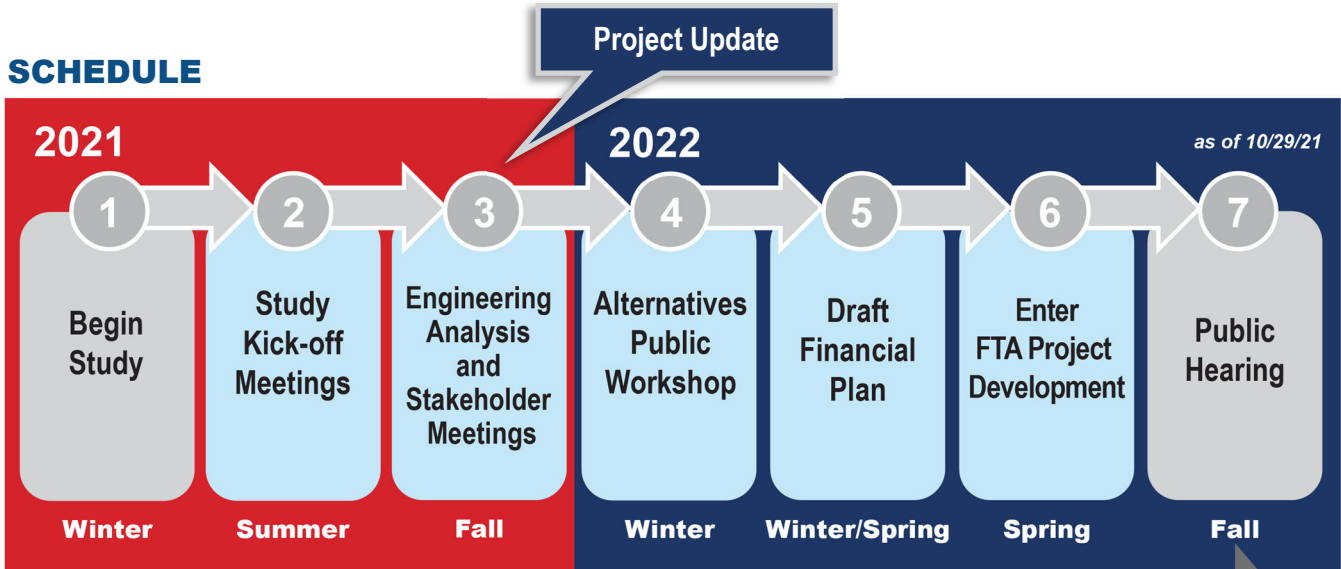 Project Update
SCHEDULE
2021
2022
as of 10/29/21
1
2
3
4
5
6
7
Begin
Study
Study
Kick-off
Meetings
Engineering
Analysis
and
Stakeholder
Meetings
Alternatives
Public
Workshop
Draft
Financial
Plan
Enter
FTA Project
Development
Public
Hearing
Winter
Summer
Fall
Winter
Winter/Spring
Spring
Fall